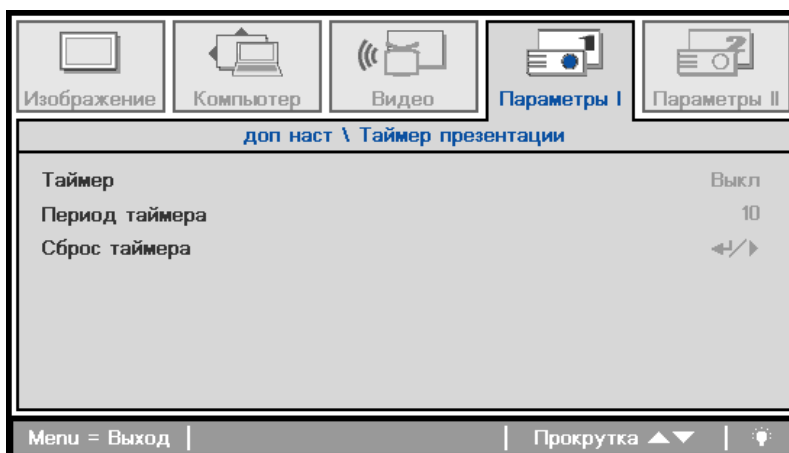 Изображение
Компьютер
Видео
Параметры I
Параметры II
доп наст \ Таймер презентации
Таймер Выкл
Период таймера 10
Сброс таймера ↵/▶
Menu = Выход Прокрутка ▲▼